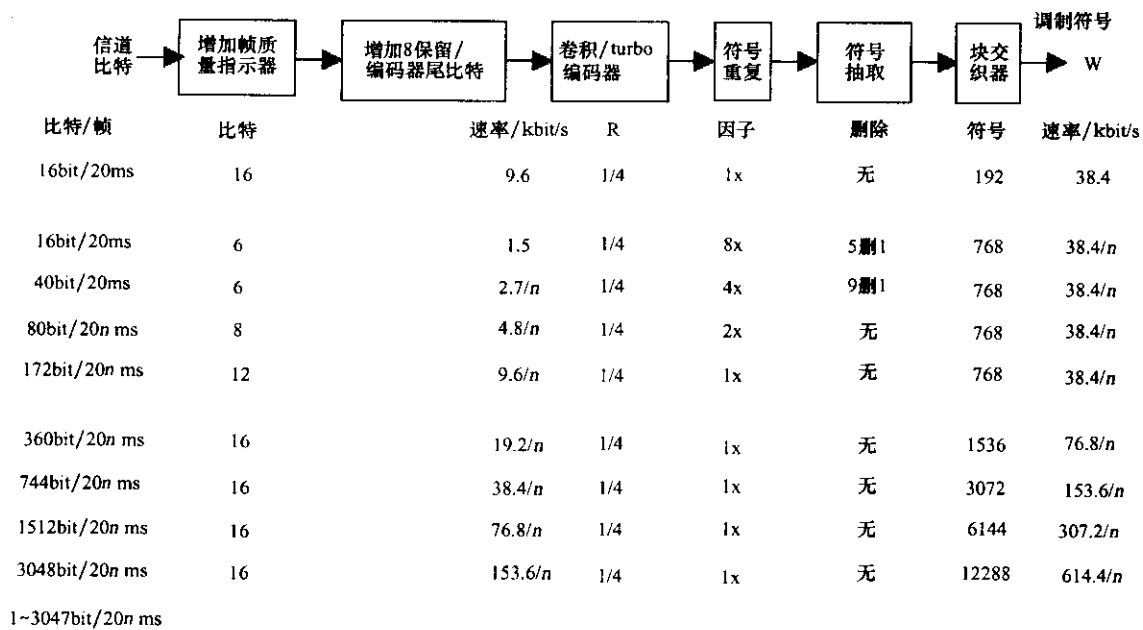 调制符号
信道
比特
增加帧质
量指示器
增加8保留/
编码器尾比特
卷积/turbo
编码器
符号
重复
符号
抽取
块交
织器
W
比特/帧 比特 速率/kbit/s R 因子 删除 符号 速率/kbit/s
16bit/20ms 16 9.6 1/4 1x 无 192 38.4
16bit/20ms 6 1.5 1/4 8x 5删1 768 38.4/n
40bit/20ms 6 2.7/n 1/4 4x 9删1 768 38.4/n
80bit/20n ms 8 4.8/n 1/4 2x 无 768 38.4/n
172bit/20n ms 12 9.6/n 1/4 1x 无 768 38.4/n
360bit/20n ms 16 19.2/n 1/4 1x 无 1536 76.8/n
744bit/20n ms 16 38.4/n 1/4 1x 无 3072 153.6/n
1512bit/20n ms 16 76.8/n 1/4 1x 无 6144 307.2/n
3048bit/20n ms 16 153.6/n 1/4 1x 无 12288 614.4/n
1~3047bit/20n ms